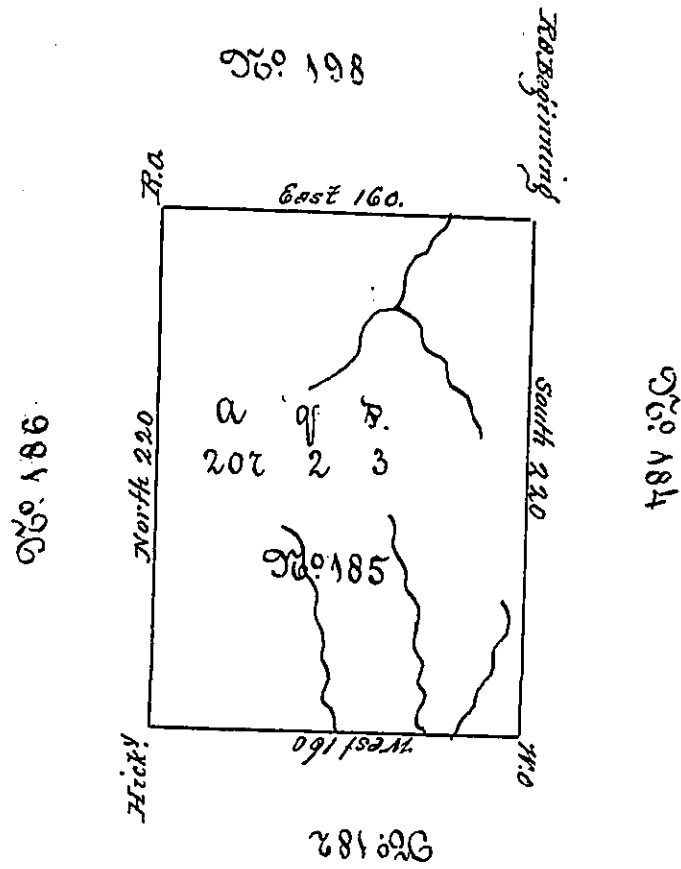 No. 198
R.O Beginning
R.O
East 160.
No. 186
North 220
South 220
No. 184
a q p.
207 2 3
No. 185
West 160
Hicky.
W.O
No. 182